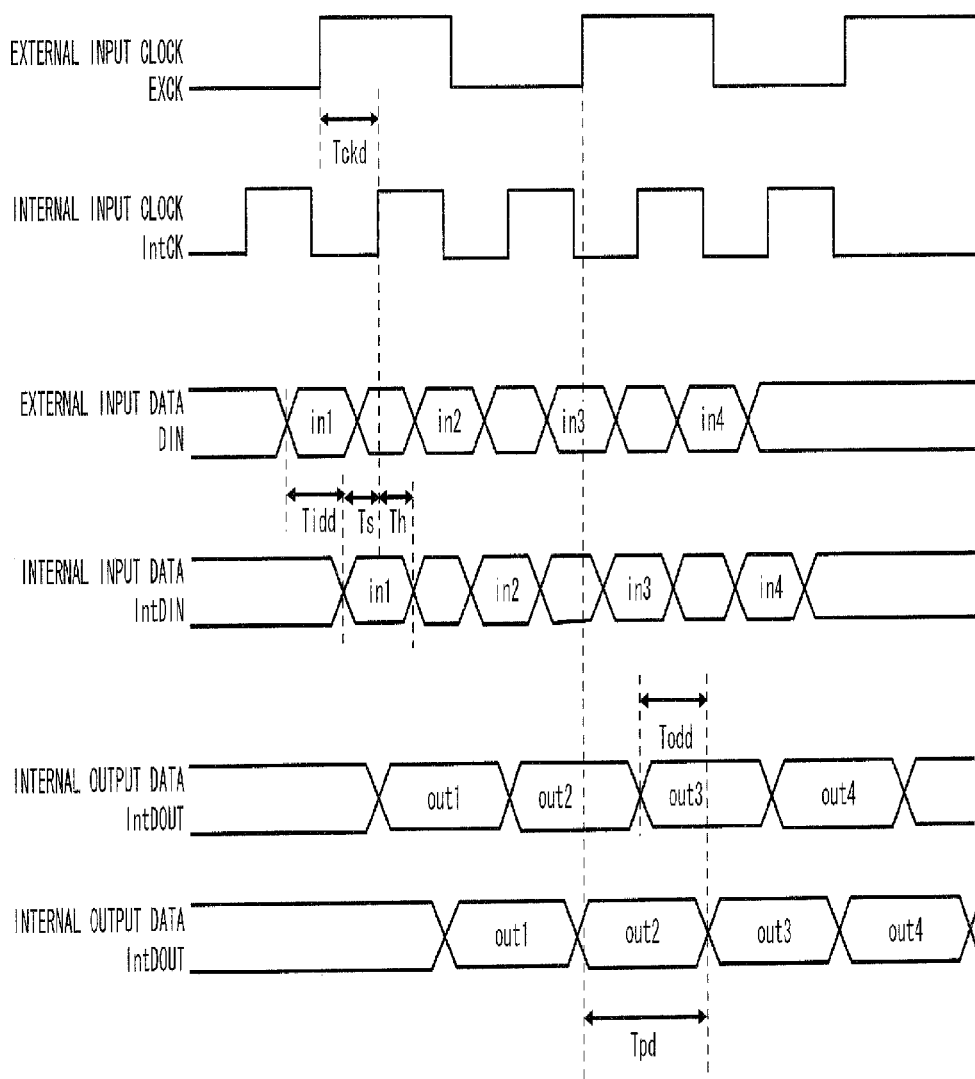 EXTERNAL INPUT CLOCK
EXCK
Tckd
INTERNAL INPUT CLOCK
IntCK
EXTERNAL INPUT DATA
DIN
in1 in2 in3 in4
Tidd Ts Th
INTERNAL INPUT DATA
IntDIN
in1 in2 in3 in4
Todd
INTERNAL OUTPUT DATA
IntDOUT
out1 out2 out3 out4
INTERNAL OUTPUT DATA
IntDOUT
out1 out2 out3 out4
Tpd